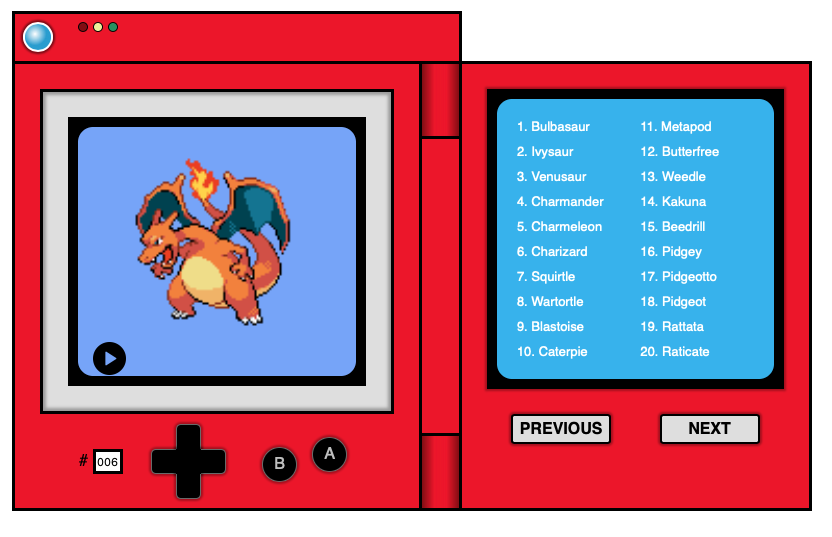 1. Bulbasaur
2. Ivysaur
3. Venusaur
4. Charmander
5. Charmeleon
6. Charizard
7. Squirtle
8. Wartortle
9. Blastoise
10. Caterpie
11. Metapod
12. Butterfree
13. Weedle
14. Kakuna
15. Beedrill
16. Pidgey
17. Pidgeotto
18. Pidgeot
19. Rattata
20. Raticate
# 006
B
A
PREVIOUS
NEXT